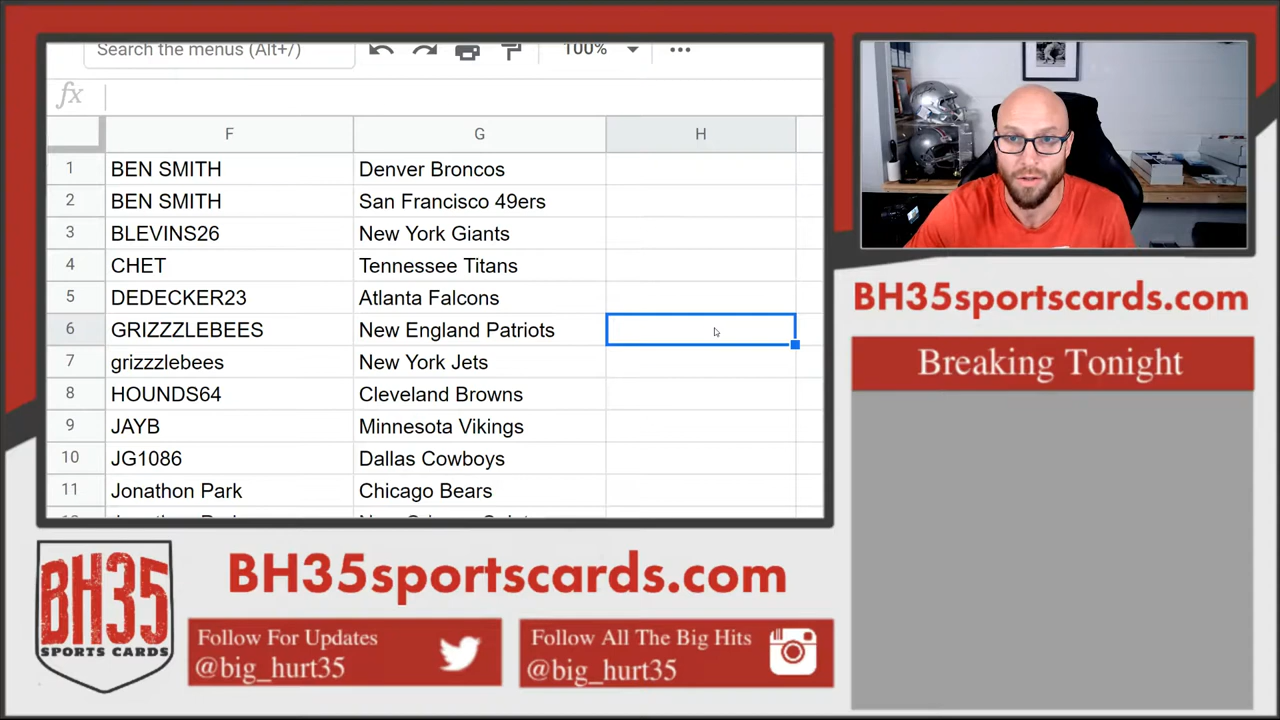 Search the menus (Alt+/)
100%
fx
F G H
1 BEN SMITH Denver Broncos
2 BEN SMITH San Francisco 49ers
3 BLEVINS26 New York Giants
4 CHET Tennessee Titans
5 DEDECKER23 Atlanta Falcons
6 GRIZZZLEBEES New England Patriots
7 grizzzlebees New York Jets
8 HOUNDS64 Cleveland Browns
9 JAYB Minnesota Vikings
10 JG1086 Dallas Cowboys
11 Jonathon Park Chicago Bears
BH35sportscards.com
Breaking Tonight
BH35
SPORTS CARDS
BH35sportscards.com
Follow For Updates
@big_hurt35
Follow All The Big Hits
@big_hurt35